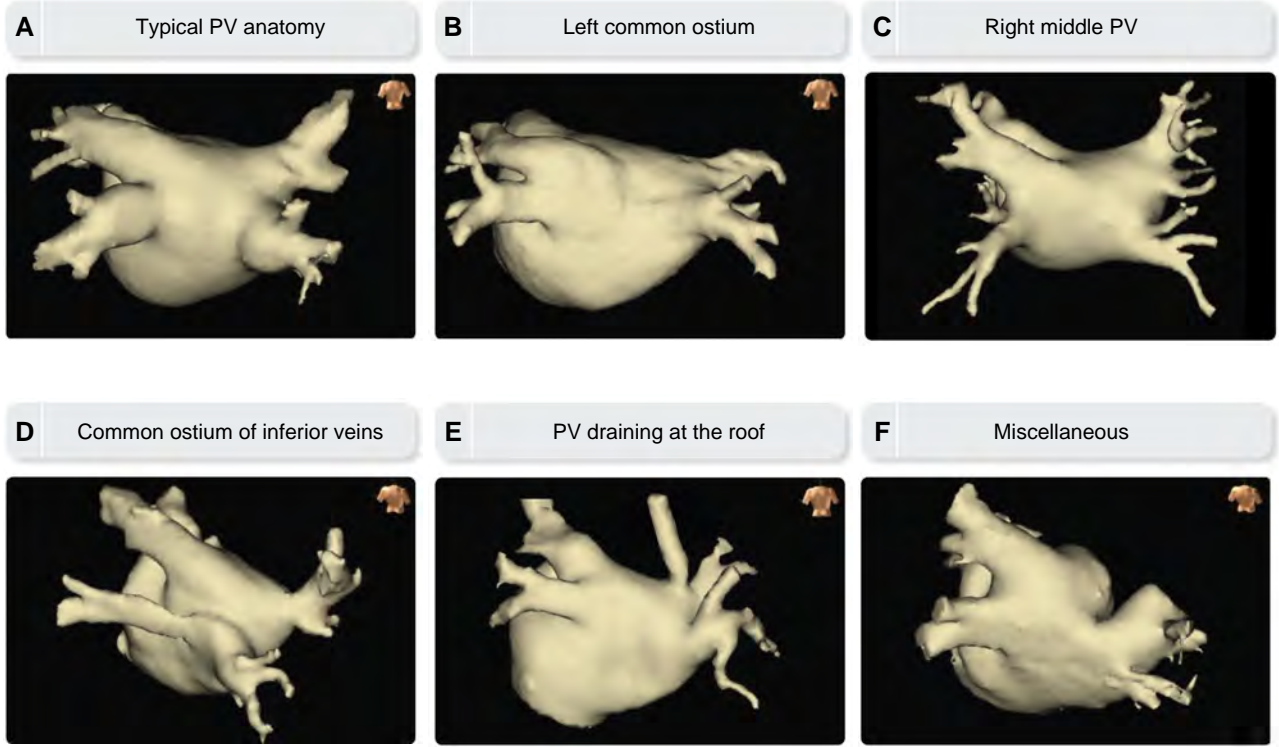 A Typical PV anatomy
B Left common ostium
C Right middle PV
D Common ostium of inferior veins
E PV draining at the roof
F Miscellaneous